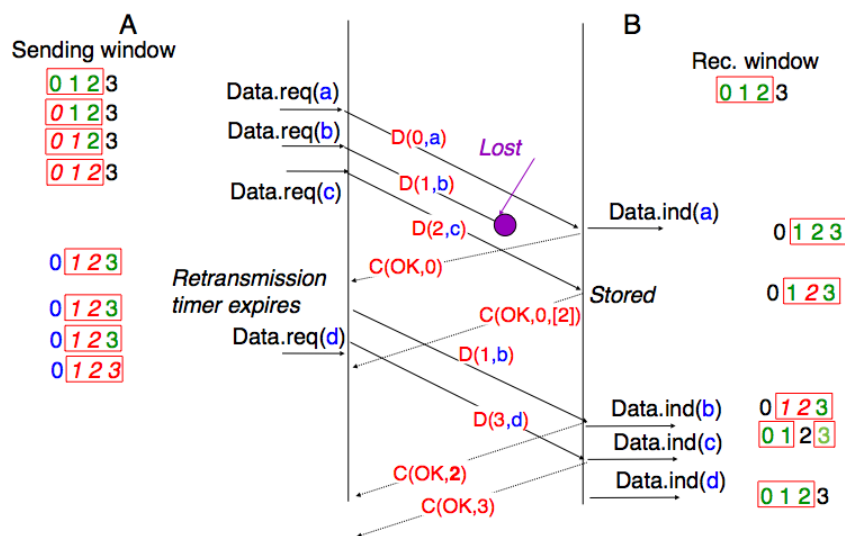 A
B
Sending window
Rec. window
0 1 2 3
0 1 2 3
0 1 2 3
0 1 2 3
0 1 2 3
Data.req(a)
Data.req(b)
Data.req(c)
D(0,a)
Lost
D(1,b)
D(2,c)
Data.ind(a)
0 1 2 3
0 1 2 3
C(OK,0)
Retransmission
timer expires
Stored
0 1 2 3
0 1 2 3
0 1 2 3
0 1 2 3
C(OK,0,[2])
Data.req(d)
D(1,b)
D(3,d)
Data.ind(b)
0 1 2 3
Data.ind(c)
0 1 2 3
C(OK,2)
Data.ind(d)
0 1 2 3
C(OK,3)